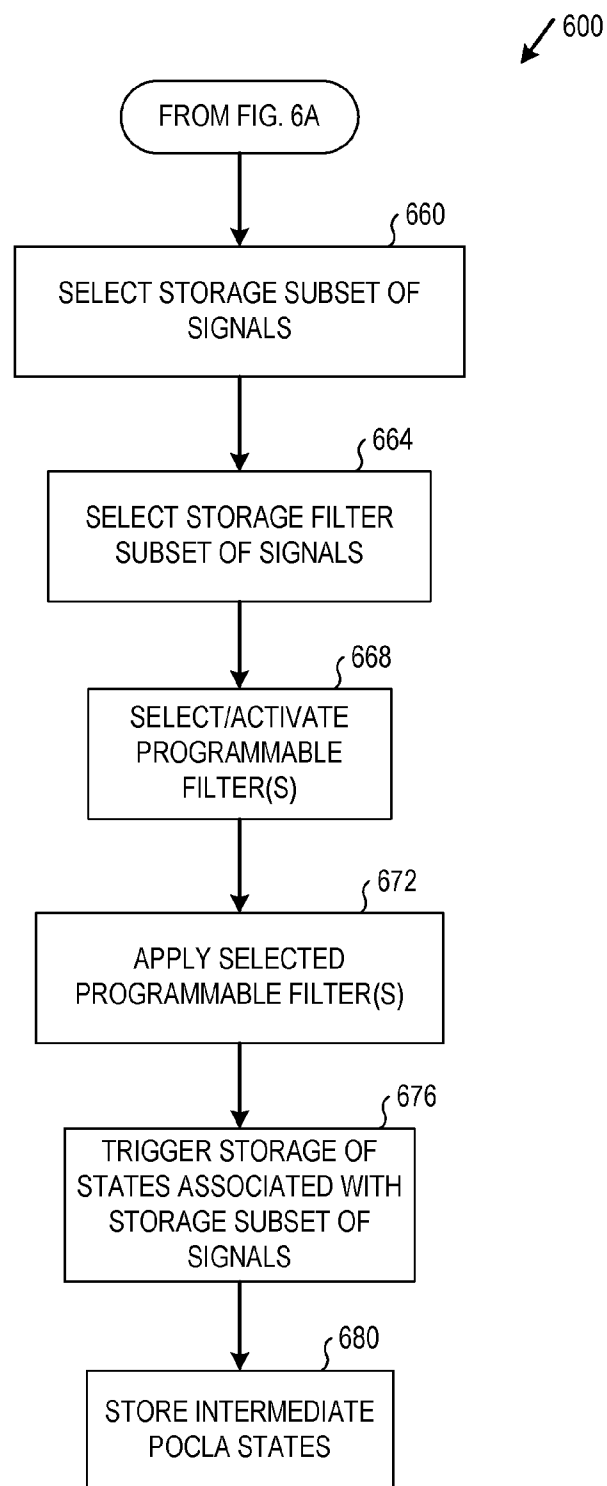 600
FROM FIG. 6A
660
SELECT STORAGE SUBSET OF
SIGNALS
664
SELECT STORAGE FILTER
SUBSET OF SIGNALS
668
SELECT/ACTIVATE
PROGRAMMABLE
FILTER(S)
672
APPLY SELECTED
PROGRAMMABLE FILTER(S)
676
TRIGGER STORAGE OF
STATES ASSOCIATED WITH
STORAGE SUBSET OF
SIGNALS
680
STORE INTERMEDIATE
POCLA STATES